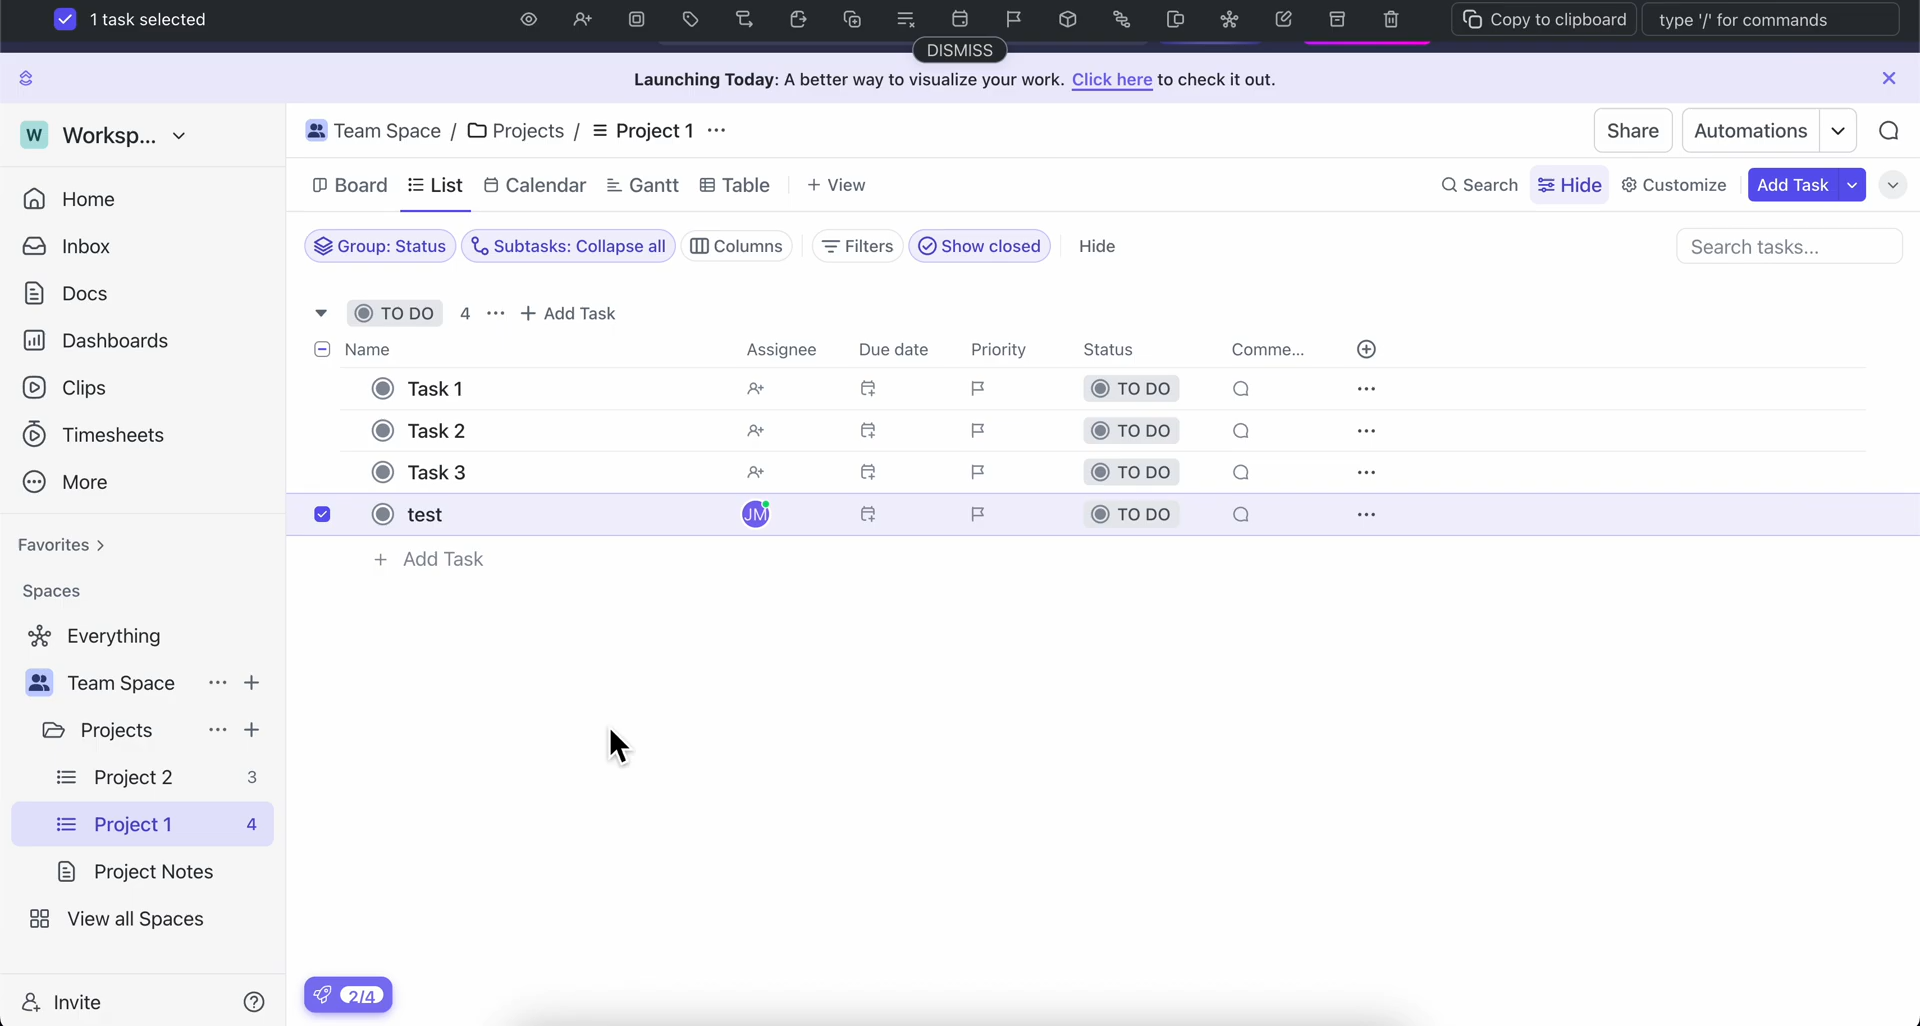 1 task selected
Copy to clipboard
type '/' for commands
DISMISS
Launching Today: A better way to visualize your work. Click here to check it out.
W Worksp...
Team Space / Projects / Project 1 ...
Share
Automations
Board
List
Calendar
Gantt
Table
+ View
Search
Hide
Customize
Add Task
Group: Status
Subtasks: Collapse all
Columns
Filters
Show closed
Hide
Search tasks...
Home
Inbox
Docs
Dashboards
Clips
Timesheets
More
Favorites >
Spaces
Everything
Team Space ... +
Projects ... +
Project 2 3
Project 1 4
Project Notes
View all Spaces
Invite ?
TO DO 4 ... + Add Task
Name Assignee Due date Priority Status Comme...
Task 1 TO DO ...
Task 2 TO DO ...
Task 3 TO DO ...
test JM TO DO ...
+ Add Task
2/4